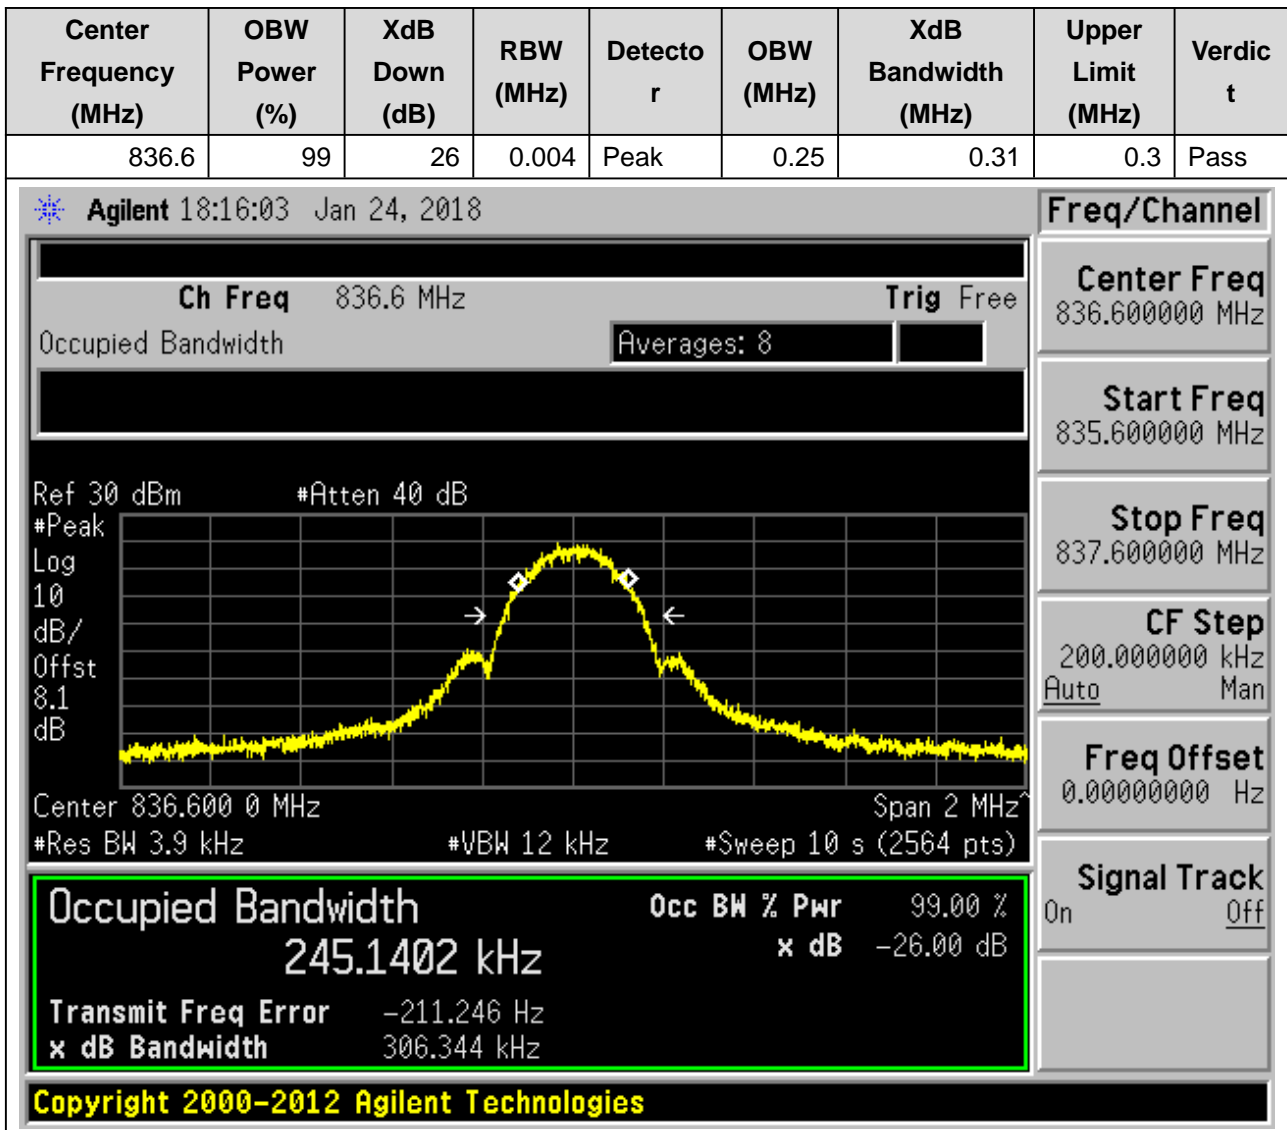 Center Frequency (MHz) OBW Power (%) XdB Down (dB) RBW (MHz) Detector OBW (MHz) XdB Bandwidth (MHz) Upper Limit (MHz) Verdict
836.6 99 26 0.004 Peak 0.25 0.31 0.3 Pass
Agilent 18:16:03 Jan 24, 2018
Freq/Channel
Ch Freq 836.6 MHz Trig Free
Occupied Bandwidth Averages: 8
Center Freq
836.600000 MHz
Start Freq
835.600000 MHz
Stop Freq
837.600000 MHz
CF Step
200.000000 kHz
Auto Man
Freq Offset
0.00000000 Hz
Signal Track
On Off
Ref 30 dBm #Atten 40 dB
#Peak
Log
10
dB/
Offst
8.1
dB
Center 836.600 0 MHz Span 2 MHz^
#Res BW 3.9 kHz #VBW 12 kHz #Sweep 10 s (2564 pts)
Occupied Bandwidth Occ BW % Pwr 99.00 %
245.1402 kHz x dB -26.00 dB
Transmit Freq Error -211.246 Hz
x dB Bandwidth 306.344 kHz
Copyright 2000-2012 Agilent Technologies